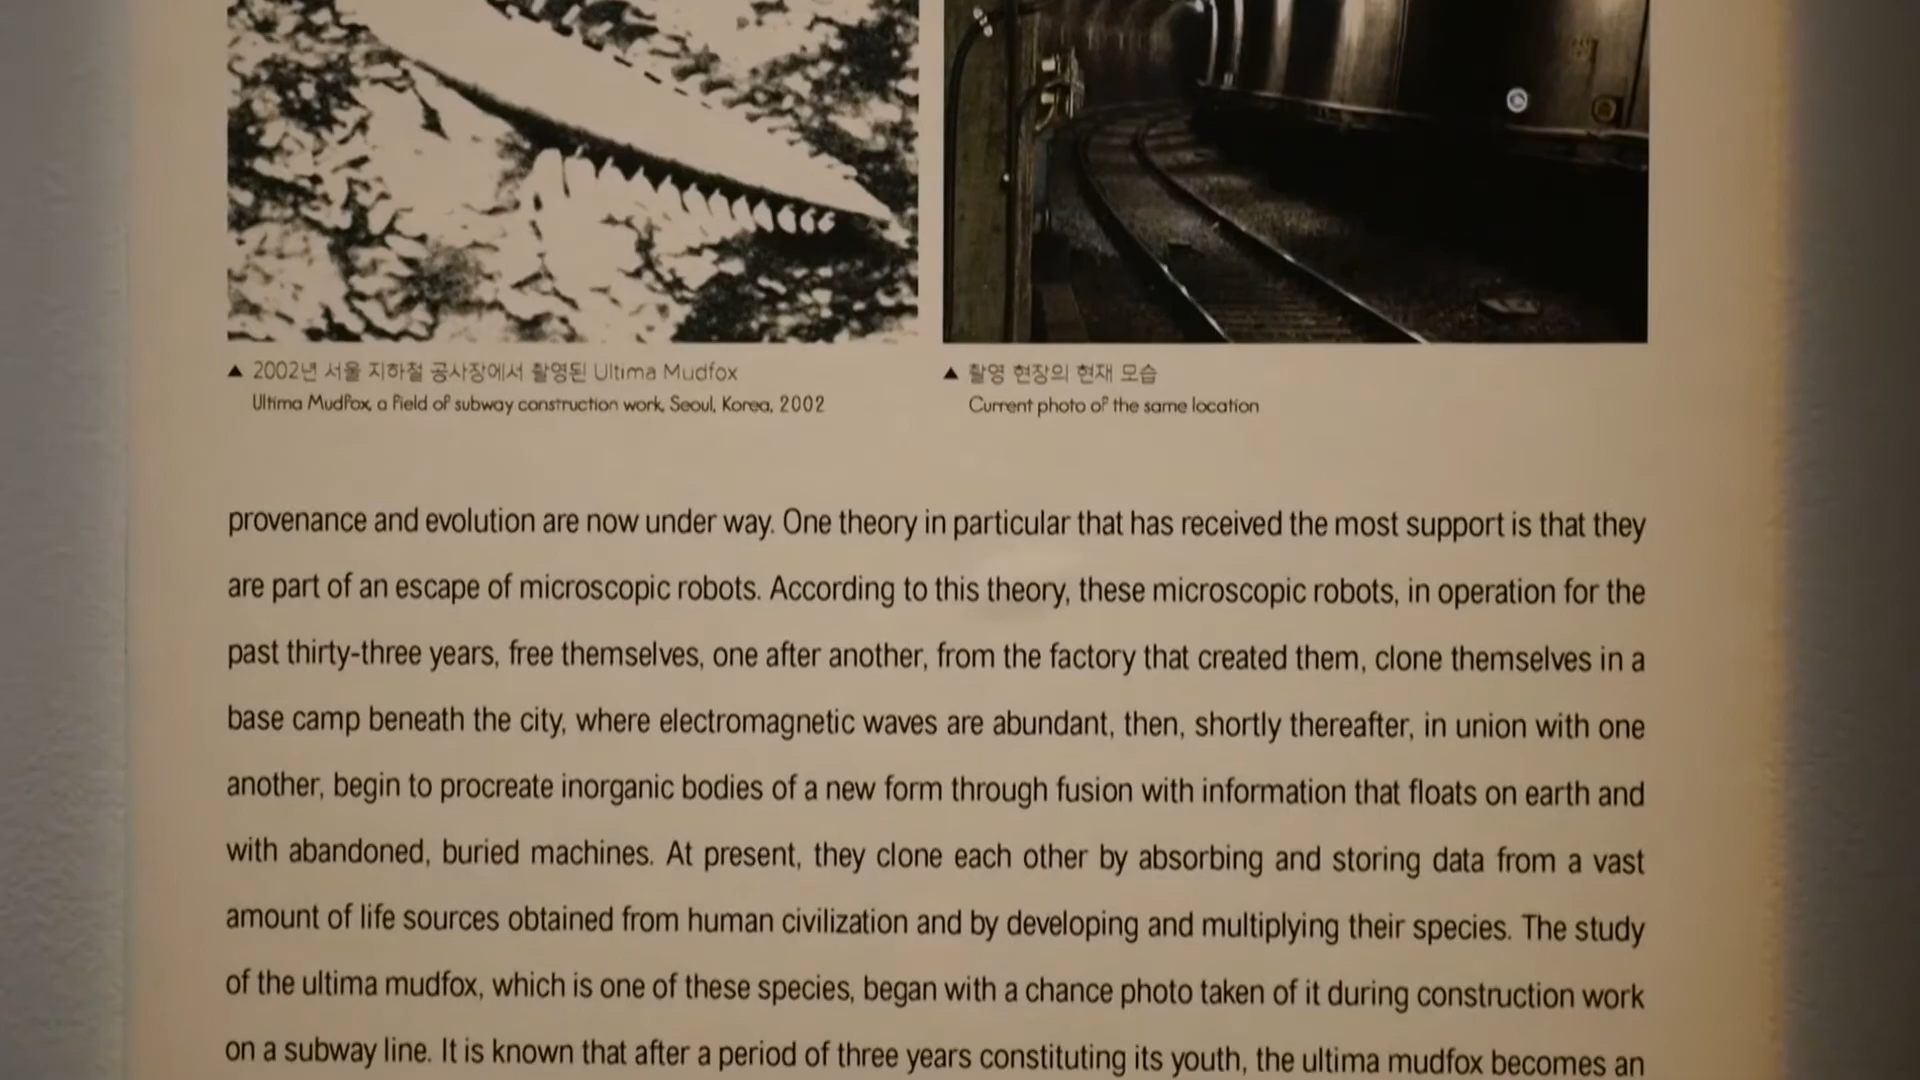 ▲ 2002년 서울 지하철 공사장에서 촬영된 Ultima Mudfox
Ultima Mudfox, a field of subway construction work, Seoul, Korea, 2002
▲ 촬영 현장의 현재 모습
Current photo of the same location
provenance and evolution are now under way. One theory in particular that has received the most support is that they
are part of an escape of microscopic robots. According to this theory, these microscopic robots, in operation for the
past thirty-three years, free themselves, one after another, from the factory that created them, clone themselves in a
base camp beneath the city, where electromagnetic waves are abundant, then, shortly thereafter, in union with one
another, begin to procreate inorganic bodies of a new form through fusion with information that floats on earth and
with abandoned, buried machines. At present, they clone each other by absorbing and storing data from a vast
amount of life sources obtained from human civilization and by developing and multiplying their species. The study
of the ultima mudfox, which is one of these species, began with a chance photo taken of it during construction work
on a subway line. It is known that after a period of three years constituting its youth, the ultima mudfox becomes an